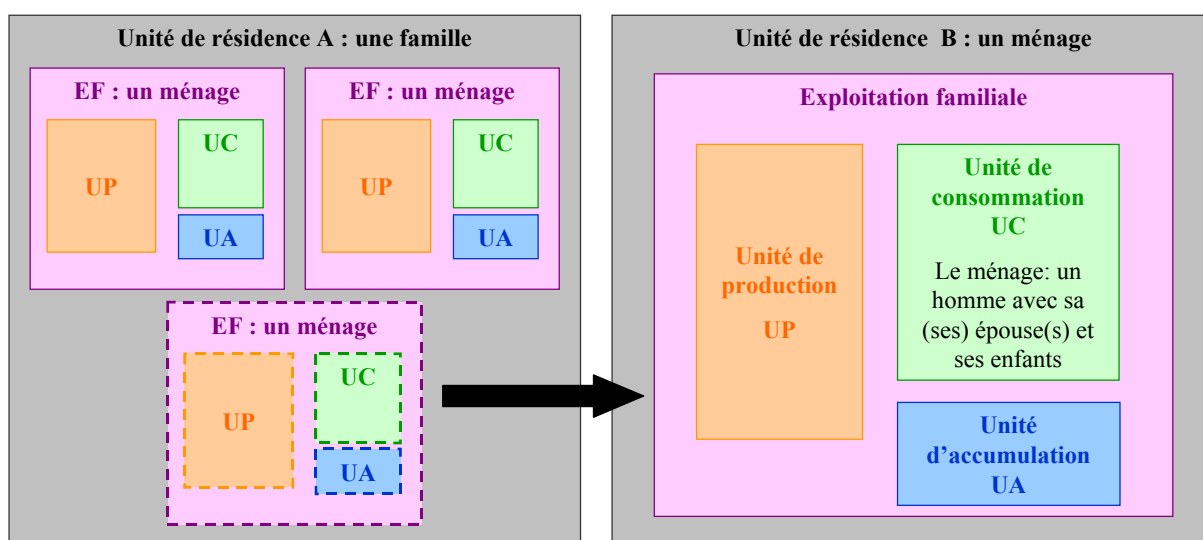 Unité de résidence A : une famille
EF : un ménage
UP
UC
UA
EF : un ménage
UP
UC
UA
EF : un ménage
UP
UC
UA
Unité de résidence B : un ménage
Exploitation familiale
Unité de
production
UP
Unité de
consommation
UC
Le ménage: un
homme avec sa
(ses) épouse(s) et
ses enfants
Unité
d’accumulation
UA